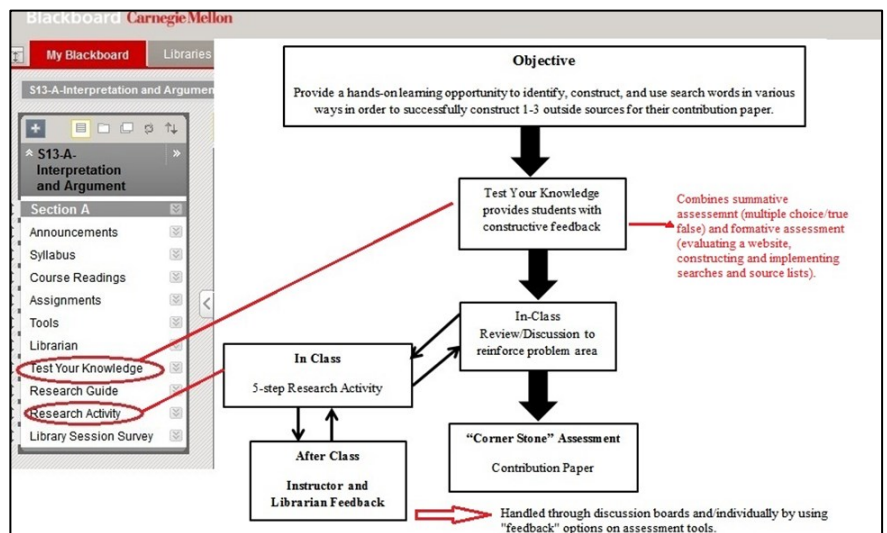 Blackboard Carnegie Mellon
My Blackboard
Libraries
S13-A-Interpretation and Argumen
S13-A-
Interpretation
and Argument
Section A
Announcements
Syllabus
Course Readings
Assignments
Tools
Librarian
Test Your Knowledge
Research Guide
Research Activity
Library Session Survey
Objective
Provide a hands-on learning opportunity to identify, construct, and use search words in various
ways in order to successfully construct 1-3 outside sources for their contribution paper.
Test Your Knowledge
provides students with
constructive feedback
Combines summative
assessemnt (multiple choice/true
false) and formative assessment
(evaluating a website,
constructing and implementing
searches and source lists).
In-Class
Review/Discussion to
reinforce problem area
In Class
5-step Research Activity
After Class
Instructor and
Librarian Feedback
"Corner Stone" Assessment
Contribution Paper
Handled through discussion boards and/individually by using
"feedback" options on assessment tools.